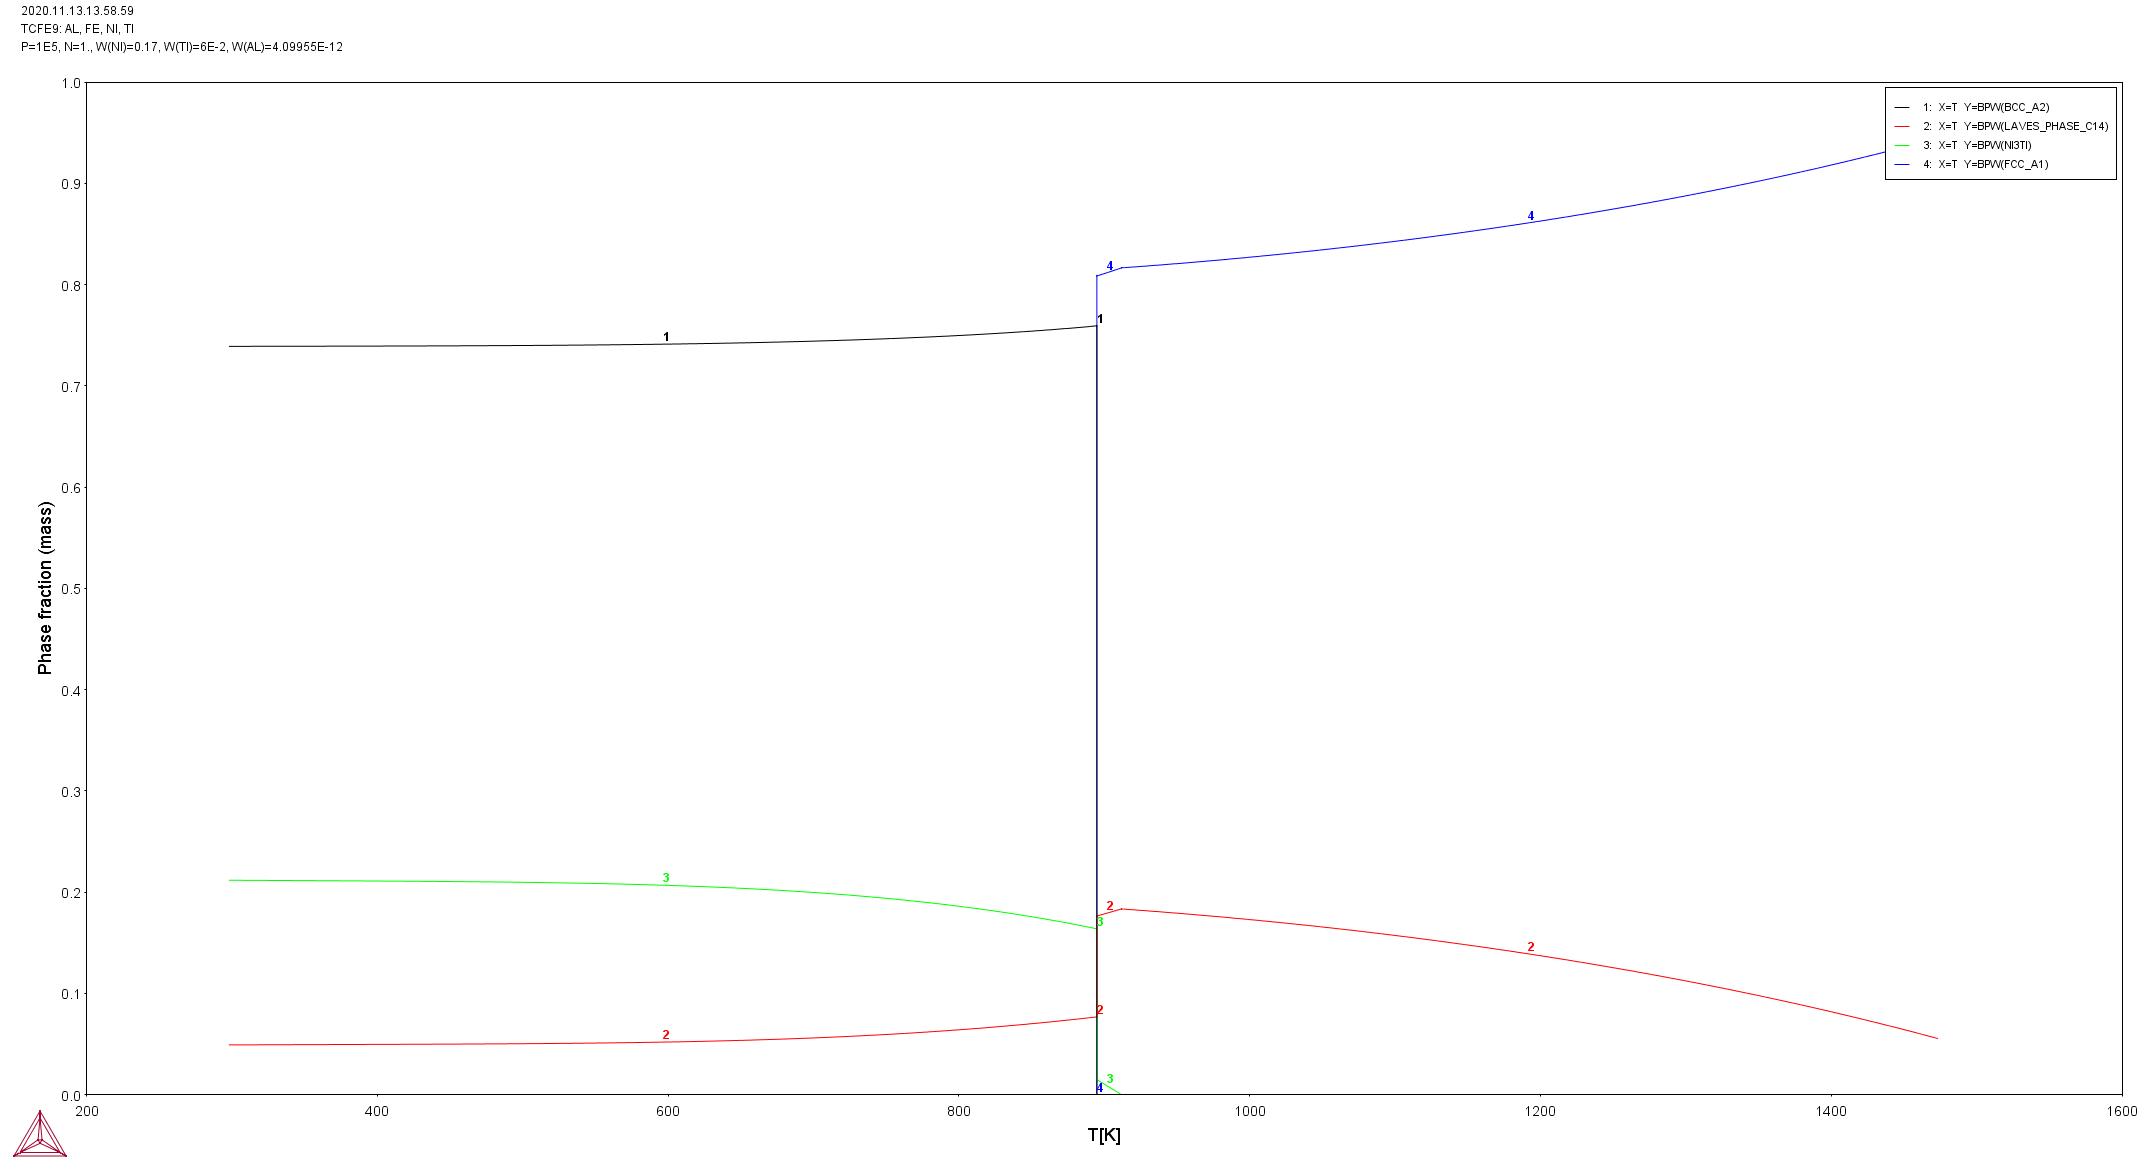 2020.11.13.13.58.59
TCFE9: AL, FE, NI, TI
P=1E5, N=1., W(NI)=0.17, W(TI)=6E-2, W(AL)=4.09955E-12
1.0
0.9
0.8
0.7
0.6
0.5
0.4
0.3
0.2
0.1
0.0
Phase fraction (mass)
1: X=T Y=BPW(BCC_A2)
2: X=T Y=BPW(LAVES_PHASE_C14)
3: X=T Y=BPW(NI3TI)
4: X=T Y=BPW(FCC_A1)
4
4
1
1
3
2
3
2
2
2
3
4
200 400 600 800 1000 1200 1400 1600
T[K]